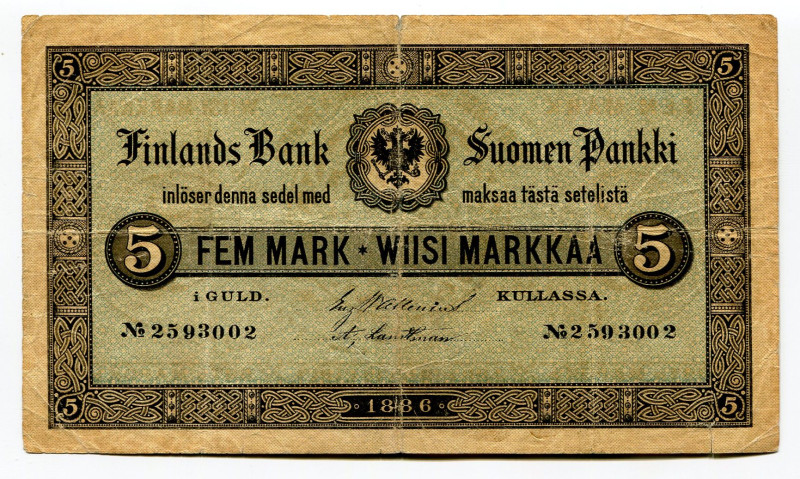 5 5
Finlands Bank Suomen Pankki
inlöser denna sedel med maksaa tästä setelistä
5 FEM MARK * WIISI MARKKAA 5
i GULD. KULLASSA.
№ 2593002 № 2593002
5 1886 5